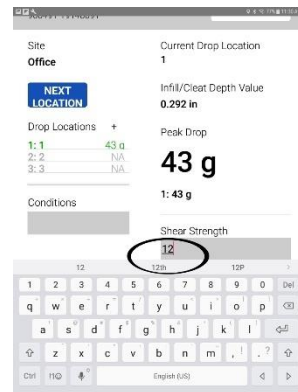 Site
Office
NEXT
LOCATION
Drop Locations +
1: 1 43 g
2: 2 NA
3: 3 NA
Conditions
Current Drop Location
1
Infill/Cleat Depth Value
0.292 in
Peak Drop
43 g
1: 43 g
Shear Strength
12
12 12th 12P
1 2 3 4 5 6 7 8 9 0 Del
q w e r t y u i o p
a s d f g h j k l
z x c v b n m , ! . ?
Ctrl English (US)